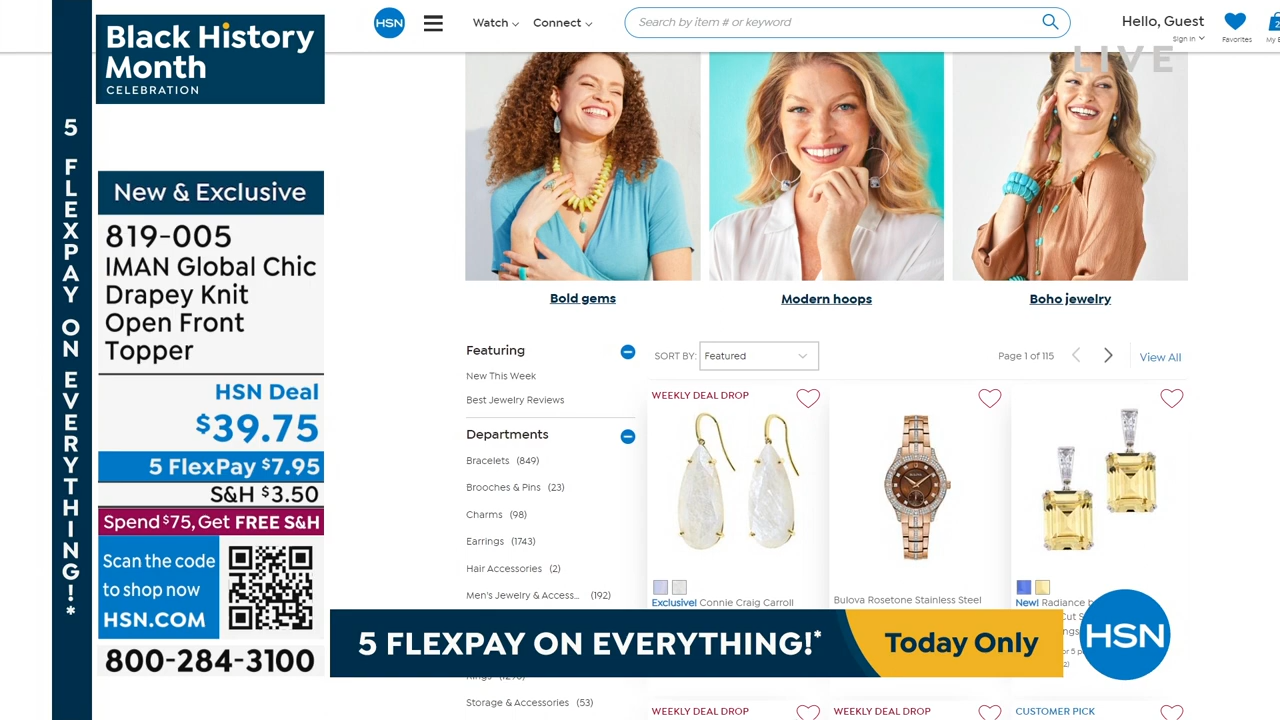 Black History
Month
CELEBRATION
5 FLEXPAY ON EVERYTHING!*
New & Exclusive
819-005
IMAN Global Chic
Drapey Knit
Open Front
Topper
HSN Deal
$39.75
5 FlexPay $7.95
S&H $3.50
Spend $75, Get FREE S&H
Scan the code
to shop now
HSN.COM
800-284-3100
HSN
Watch
Connect
Search by item # or keyword
Hello, Guest
Sign In
Favorites
LIVE
Bold gems
Modern hoops
Boho jewelry
Featuring
New This Week
Best Jewelry Reviews
Departments
Bracelets (849)
Brooches & Pins (23)
Charms (98)
Earrings (1743)
Hair Accessories (2)
Men's Jewelry & Access... (192)
Storage & Accessories (53)
SORT BY: Featured
Page 1 of 115
View All
WEEKLY DEAL DROP
Exclusive! Connie Craig Carroll
BULOVA
Bulova Rosetone Stainless Steel
New! Radiance
5 FLEXPAY ON EVERYTHING!*
Today Only
HSN
WEEKLY DEAL DROP
WEEKLY DEAL DROP
CUSTOMER PICK